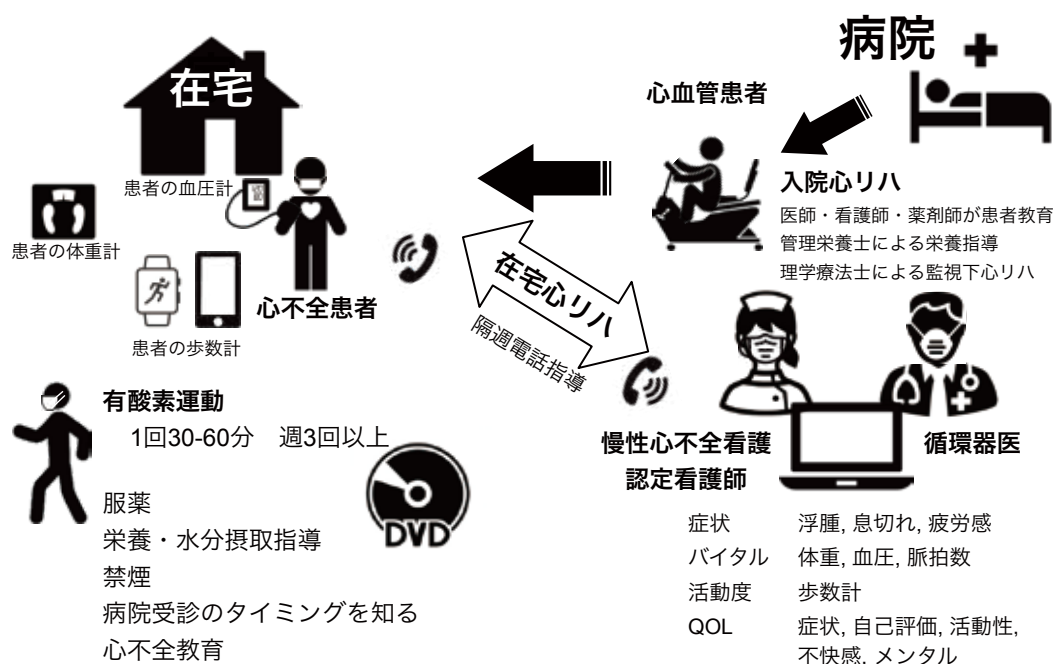 病院
心血管患者
入院心リハ
医師・看護師・薬剤師が患者教育
管理栄養士による栄養指導
理学療法士による監視下心リハ
在宅
患者の血圧計
患者の体重計
患者の歩数計
心不全患者
在宅心リハ
隔週電話指導
慢性心不全看護
認定看護師
循環器医
症状 浮腫, 息切れ, 疲労感
バイタル 体重, 血圧, 脈拍数
活動度 歩数計
QOL 症状, 自己評価, 活動性,
不快感, メンタル
有酸素運動
1回30-60分 週3回以上
DVD
服薬
栄養・水分摂取指導
禁煙
病院受診のタイミングを知る
心不全教育